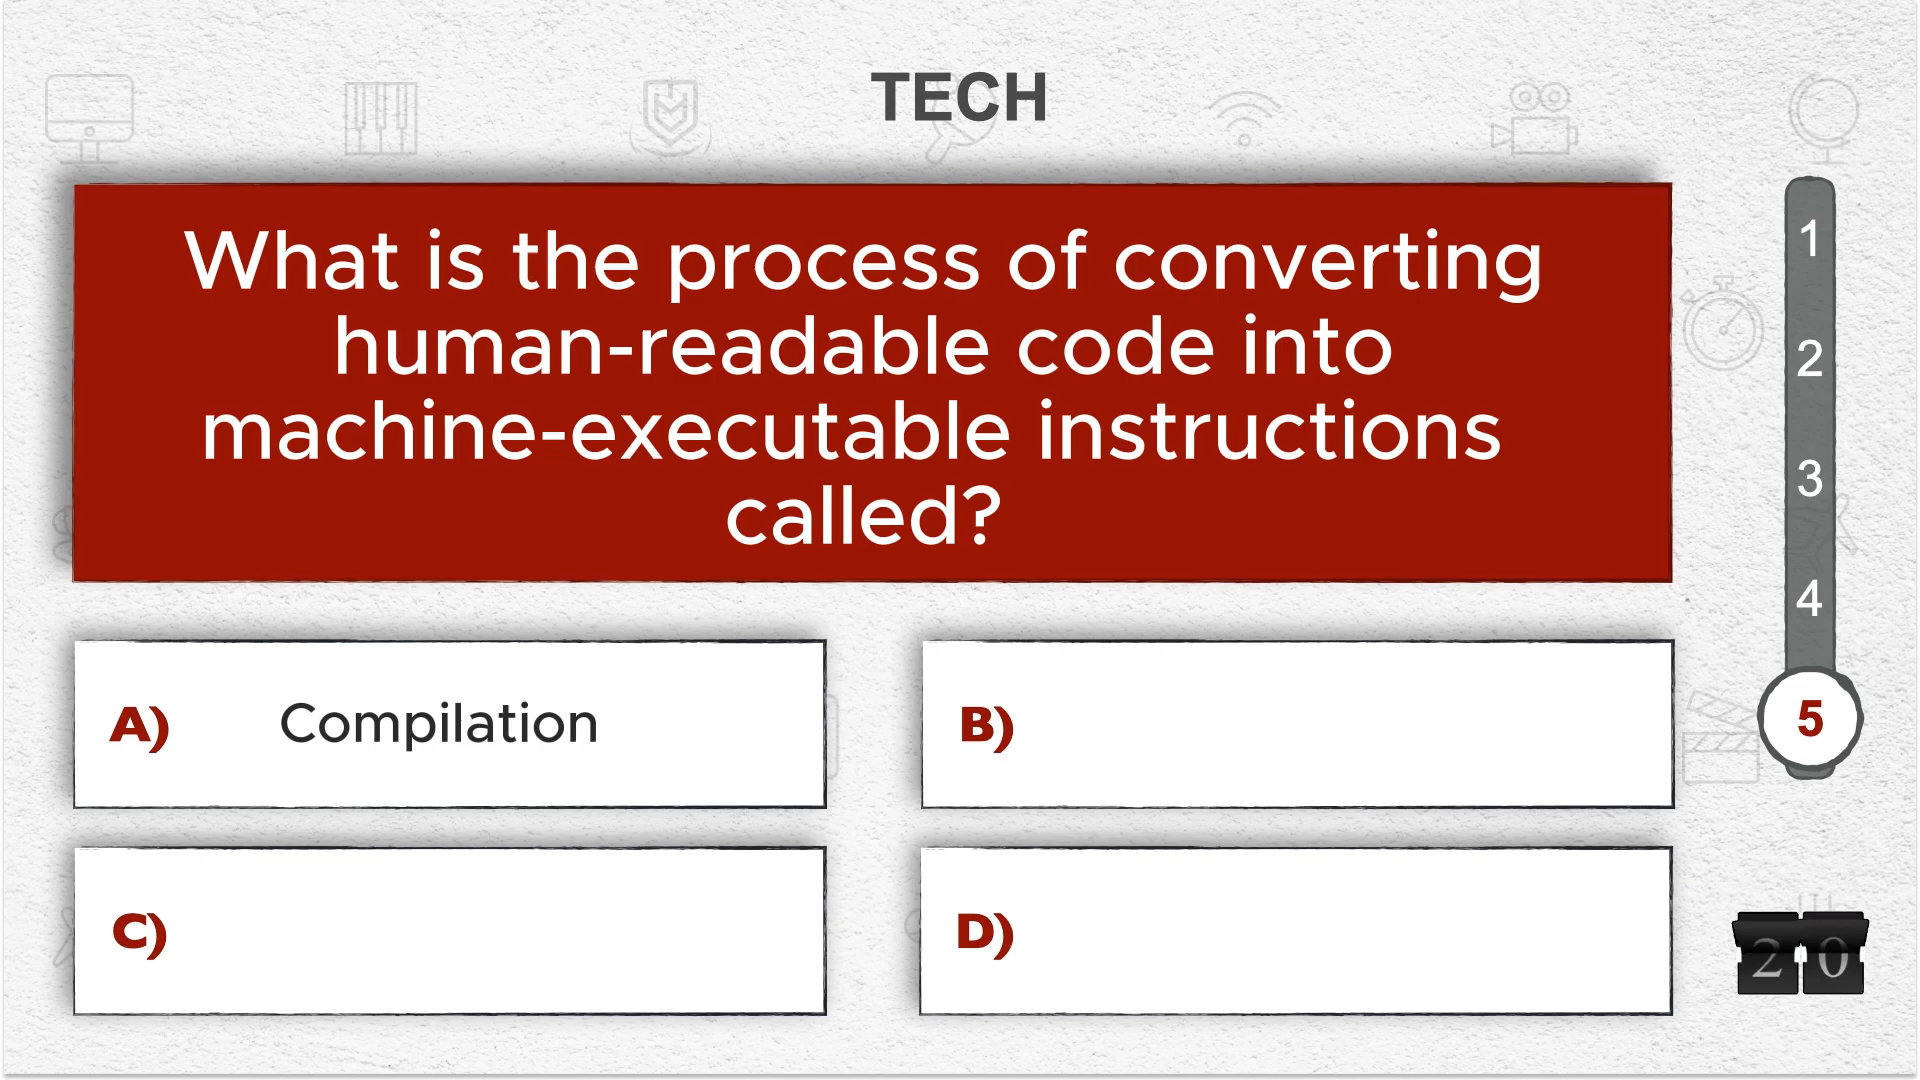 TECH
What is the process of converting
human-readable code into
machine-executable instructions
called?
A) Compilation
B)
C)
D)
1
2
3
4
5
20